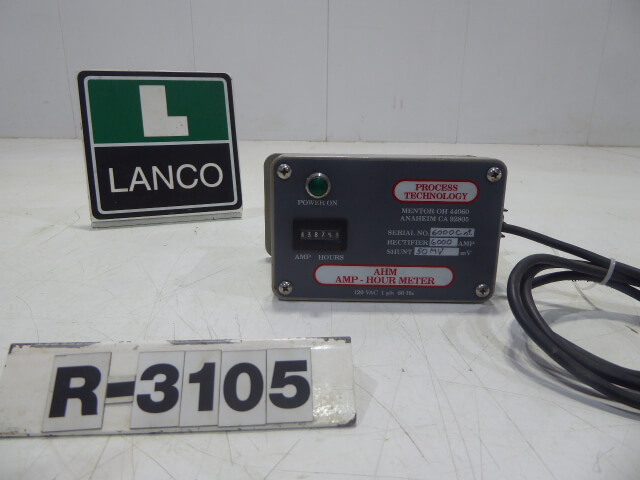 L
LANCO
POWER ON
AMP HOURS
PROCESS
TECHNOLOGY
MENTOR OH 44060
ANAHEIM CA 92805
SERIAL NO.
RECTIFIER 6000 AMP
SHUNT 50 MV mV
AHM
AMP - HOUR METER
120 VAC 1 ph 60 Hz
R-3105